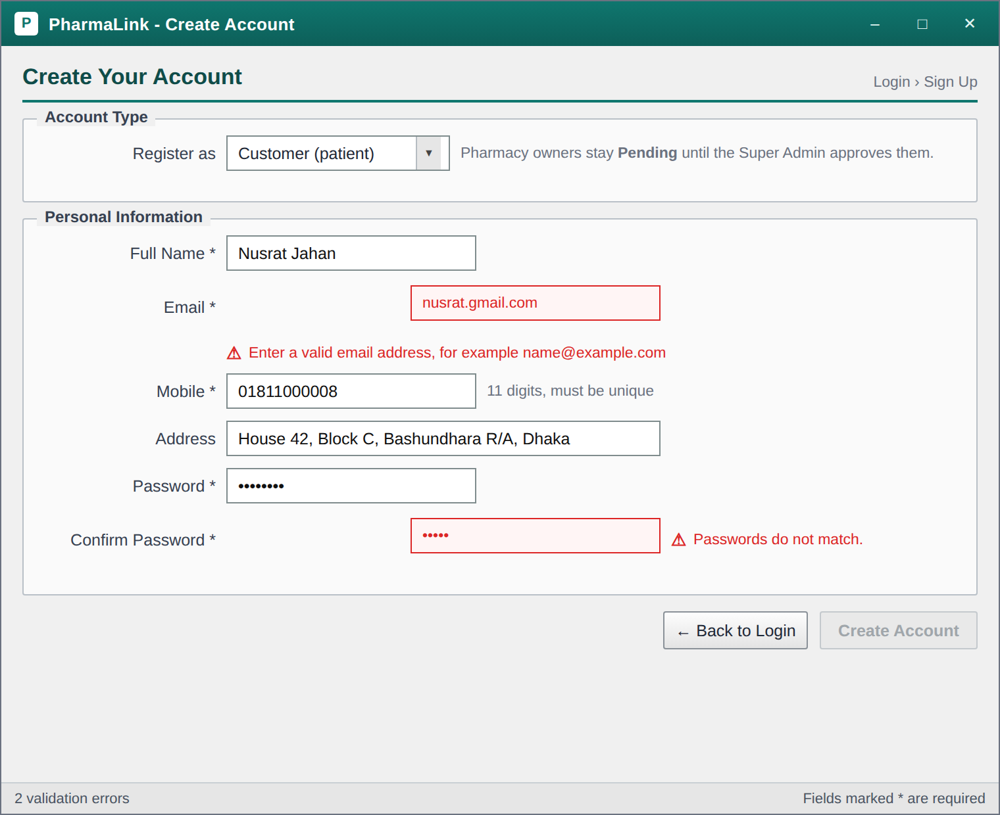 P PharmaLink - Create Account – □ ✕
Create Your Account
Login › Sign Up
Account Type
Register as Customer (patient) ▼ Pharmacy owners stay Pending until the Super Admin approves them.
Personal Information
Full Name * Nusrat Jahan
Email * nusrat.gmail.com
⚠ Enter a valid email address, for example name@example.com
Mobile * 01811000008 11 digits, must be unique
Address House 42, Block C, Bashundhara R/A, Dhaka
Password * ••••••••
Confirm Password * ••••• ⚠ Passwords do not match.
← Back to Login Create Account
2 validation errors Fields marked * are required